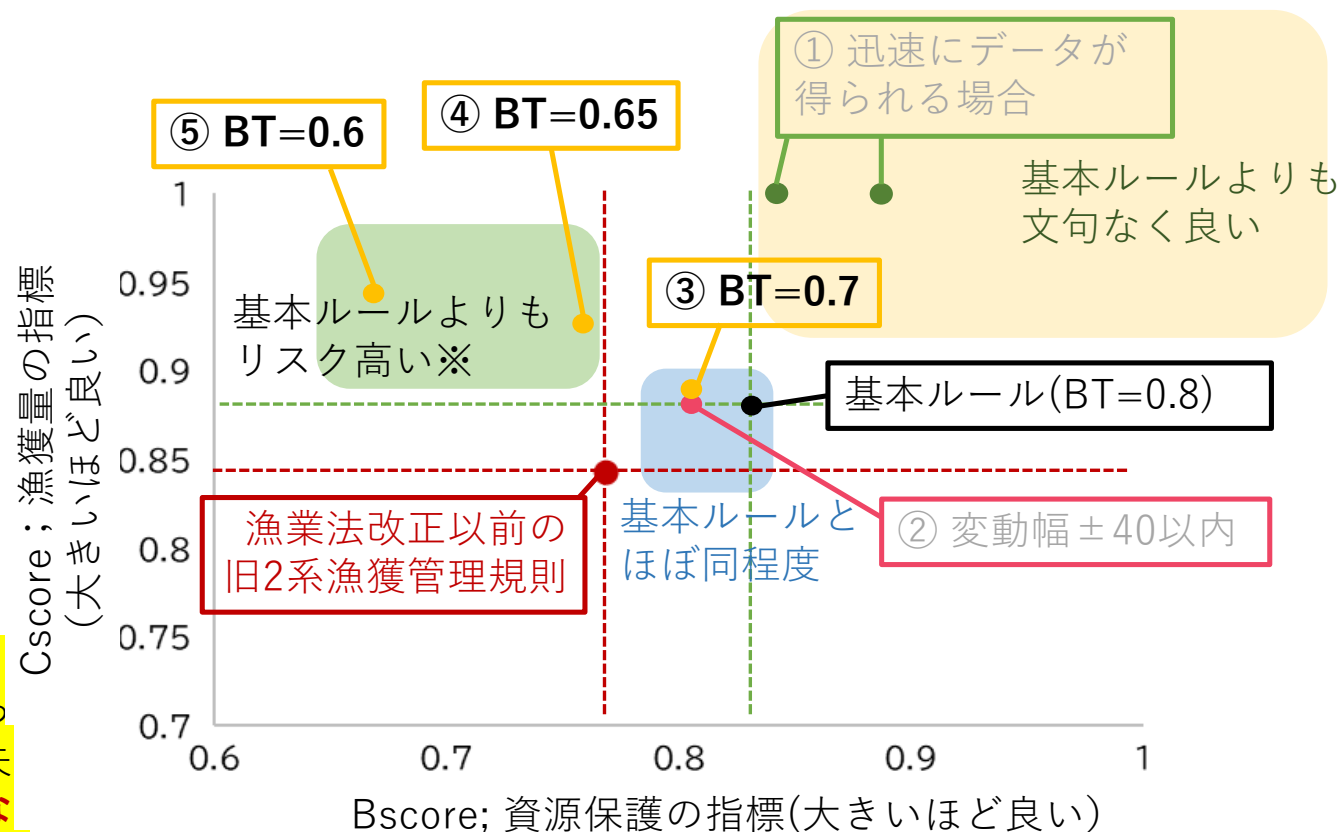 ① 迅速にデータが
得られる場合
④ BT=0.65
⑤ BT=0.6
基本ルールよりも
文句なく良い
③ BT=0.7
基本ルールよりも
リスク高い※
基本ルール(BT=0.8)
漁業法改正以前の
旧2系漁獲管理規則
基本ルールと
ほぼ同程度
② 変動幅±40以内
Cscore；漁獲量の指標
(大きいほど良い)
1
0.95
0.9
0.85
0.8
0.75
0.7
0.6 0.7 0.8 0.9 1
Bscore; 資源保護の指標(大きいほど良い)